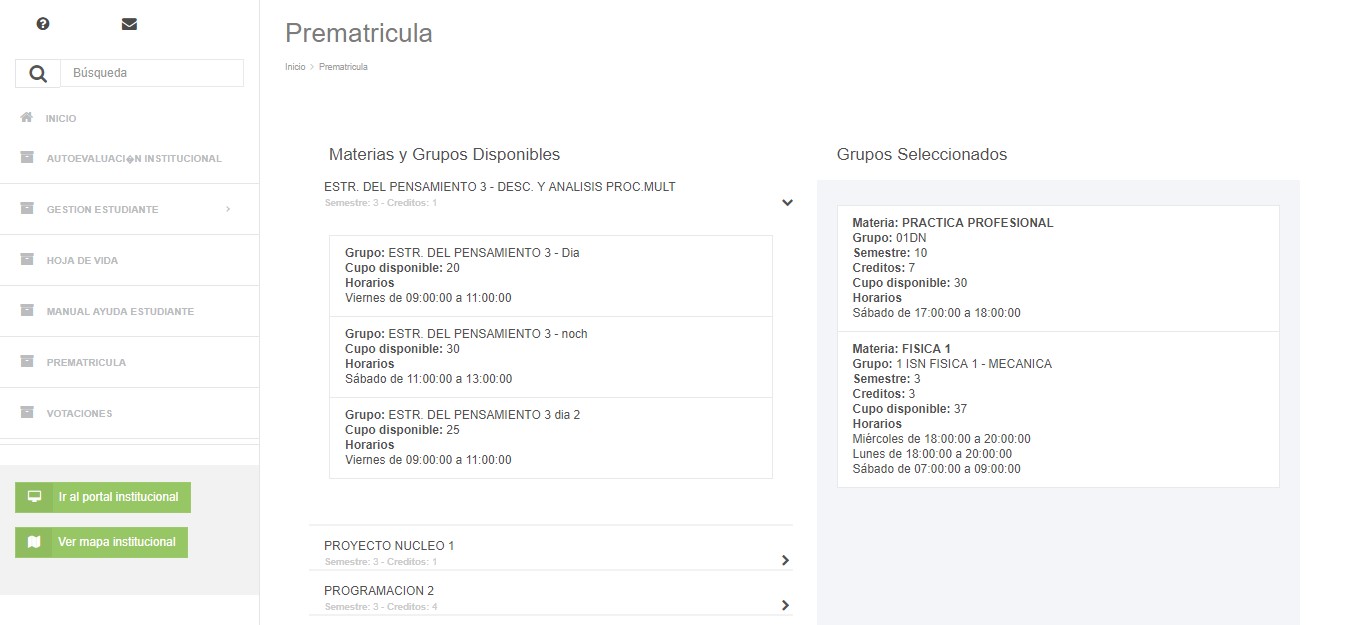 Búsqueda
INICIO
AUTOEVALUACI�N INSTITUCIONAL
GESTION ESTUDIANTE
HOJA DE VIDA
MANUAL AYUDA ESTUDIANTE
PREMATRICULA
VOTACIONES
Ir al portal institucional
Ver mapa institucional
Prematricula
Inicio > Prematricula
Materias y Grupos Disponibles
ESTR. DEL PENSAMIENTO 3 - DESC. Y ANALISIS PROC.MULT
Semestre: 3 - Creditos: 1
Grupo: ESTR. DEL PENSAMIENTO 3 - Dia
Cupo disponible: 20
Horarios
Viernes de 09:00:00 a 11:00:00
Grupo: ESTR. DEL PENSAMIENTO 3 - noch
Cupo disponible: 30
Horarios
Sábado de 11:00:00 a 13:00:00
Grupo: ESTR. DEL PENSAMIENTO 3 dia 2
Cupo disponible: 25
Horarios
Viernes de 09:00:00 a 11:00:00
PROYECTO NUCLEO 1
Semestre: 3 - Creditos: 1
PROGRAMACION 2
Semestre: 3 - Creditos: 4
Grupos Seleccionados
Materia: PRACTICA PROFESIONAL
Grupo: 01DN
Semestre: 10
Creditos: 7
Cupo disponible: 30
Horarios
Sábado de 17:00:00 a 18:00:00
Materia: FISICA 1
Grupo: 1 ISN FISICA 1 - MECANICA
Semestre: 3
Creditos: 3
Cupo disponible: 37
Horarios
Miércoles de 18:00:00 a 20:00:00
Lunes de 18:00:00 a 20:00:00
Sábado de 07:00:00 a 09:00:00